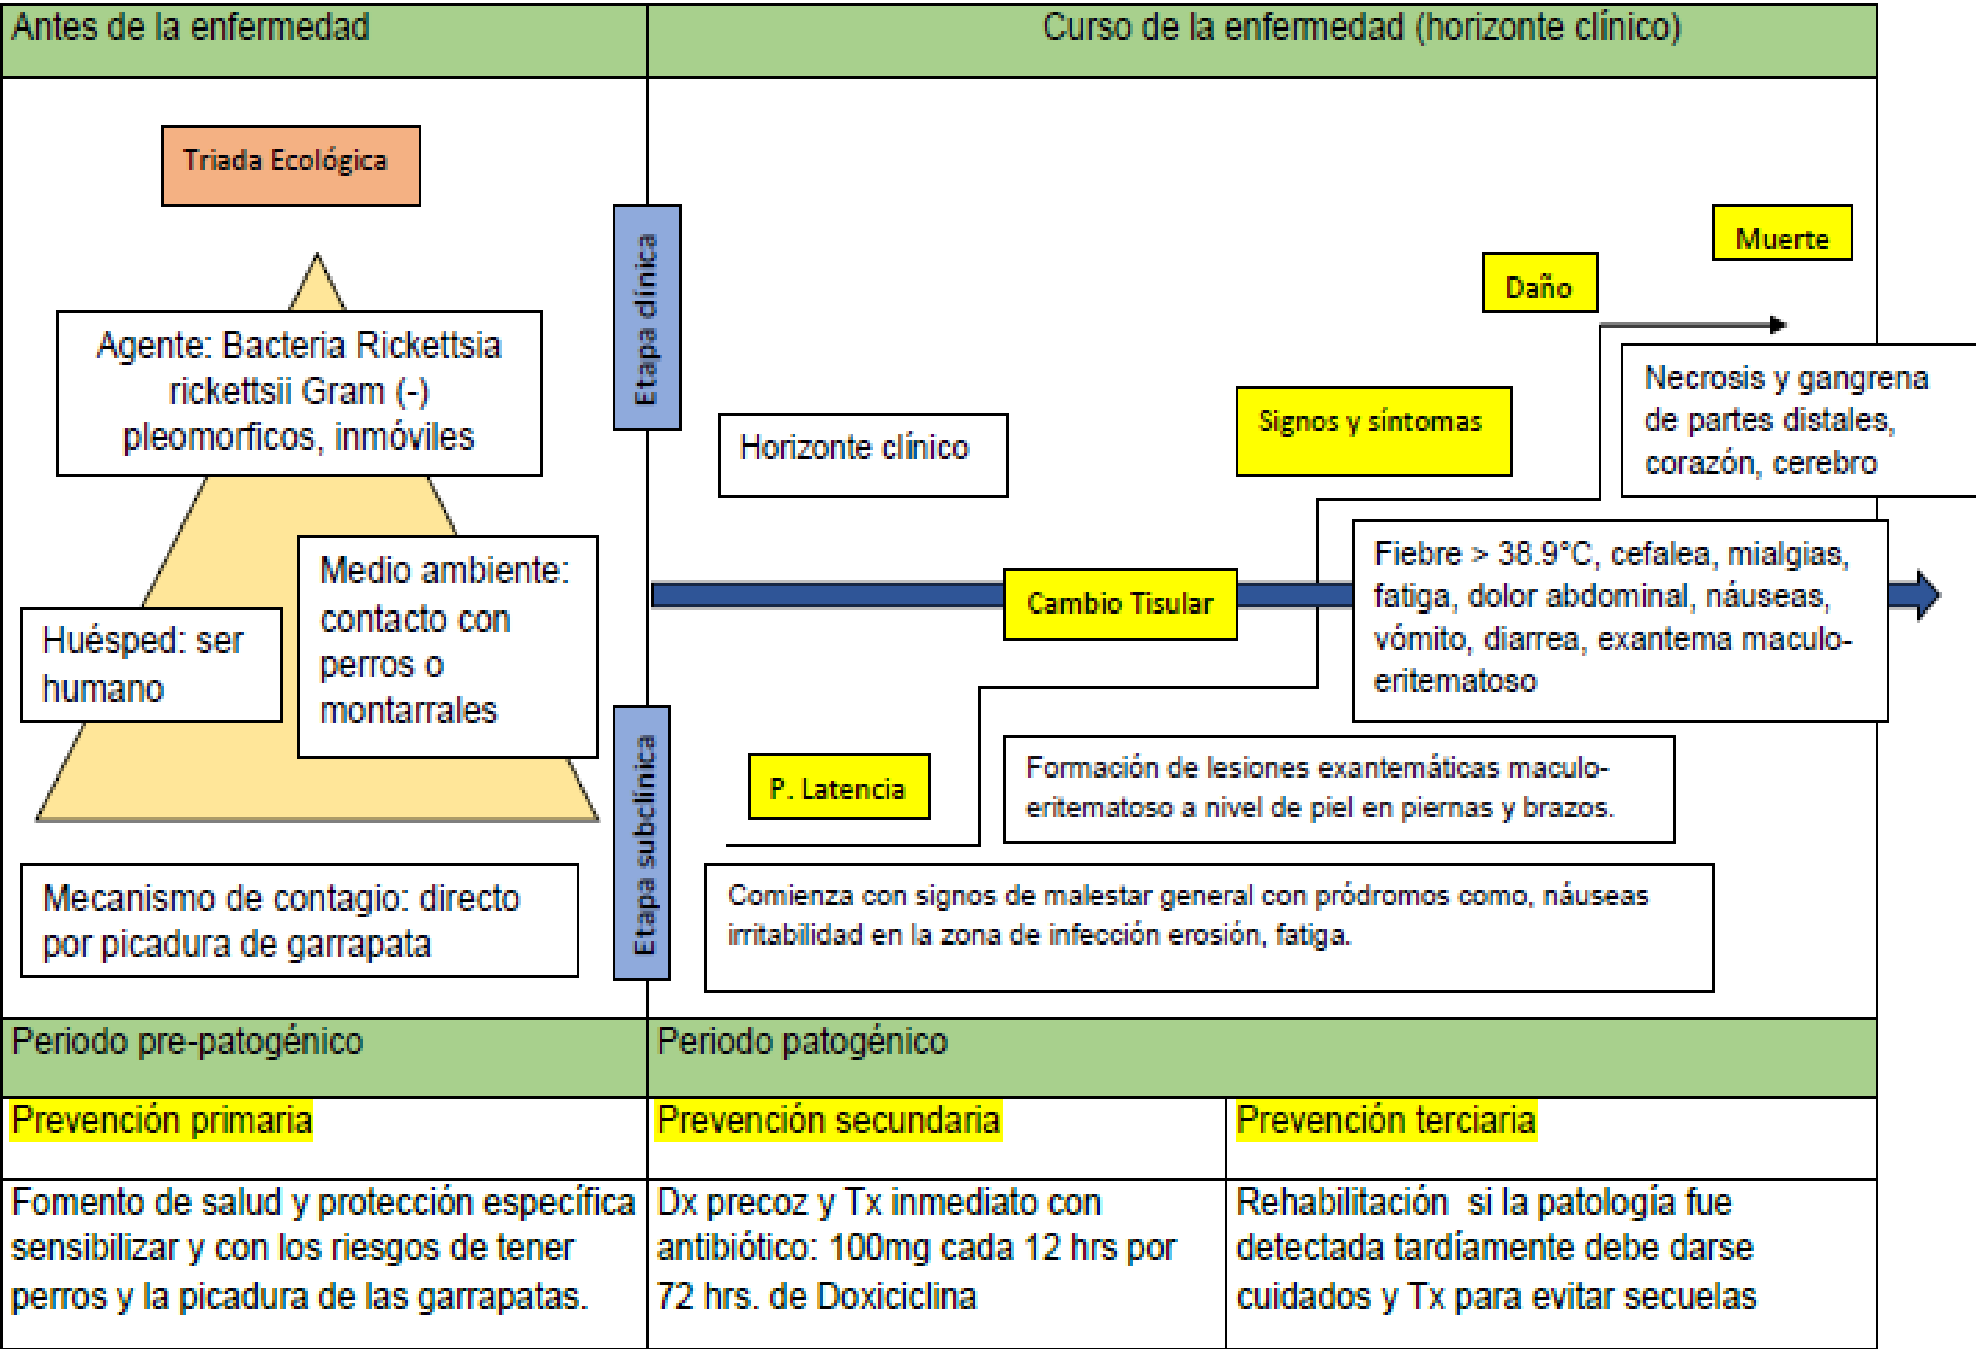 Antes de la enfermedad
Curso de la enfermedad (horizonte clínico)
Triada Ecológica
Agente: Bacteria Rickettsia
rickettsii Gram (-)
pleomorficos, inmóviles
Medio ambiente:
contacto con
perros o
montarrales
Huésped: ser
humano
Mecanismo de contagio: directo
por picadura de garrapata
Etapa clínica
Etapa subclínica
Muerte
Daño
Necrosis y gangrena
de partes distales,
corazón, cerebro
Signos y síntomas
Horizonte clínico
Fiebre > 38.9°C, cefalea, mialgias,
fatiga, dolor abdominal, náuseas,
vómito, diarrea, exantema maculo-
eritematoso
Cambio Tisular
P. Latencia
Formación de lesiones exantemáticas maculo-
eritematoso a nivel de piel en piernas y brazos.
Comienza con signos de malestar general con pródromos como, náuseas
irritabilidad en la zona de infección erosión, fatiga.
Periodo pre-patogénico
Periodo patogénico
Prevención primaria
Prevención secundaria
Prevención terciaria
Fomento de salud y protección específica
sensibilizar y con los riesgos de tener
perros y la picadura de las garrapatas.
Dx precoz y Tx inmediato con
antibiótico: 100mg cada 12 hrs por
72 hrs. de Doxiciclina
Rehabilitación si la patología fue
detectada tardíamente debe darse
cuidados y Tx para evitar secuelas